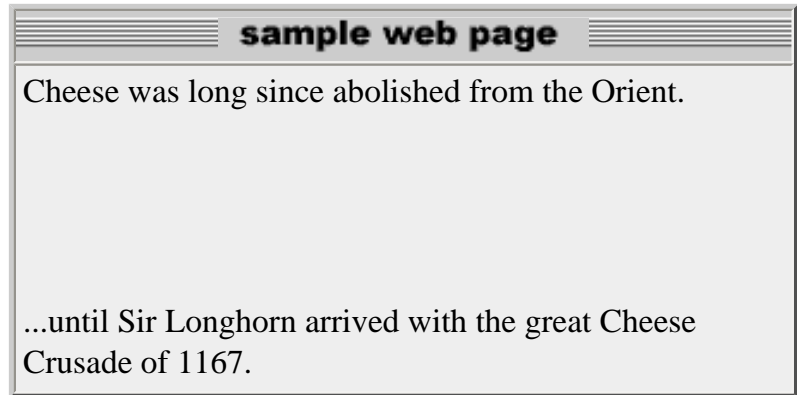 sample web page
Cheese was long since abolished from the Orient.
...until Sir Longhorn arrived with the great Cheese
Crusade of 1167.